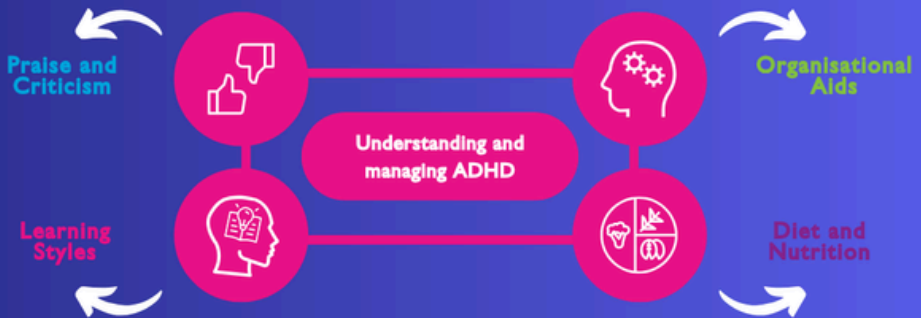 Praise and
Criticism
Organisational
Aids
Understanding and
managing ADHD
Learning
Styles
Diet and
Nutrition